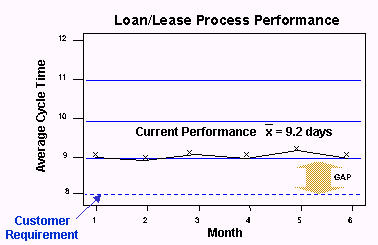 Loan/Lease Process Performance
Average Cycle Time
12
11
10
Current Performance x̄ = 9.2 days
9
GAP
8
1 2 3 4 5 6
Customer
Requirement
Month